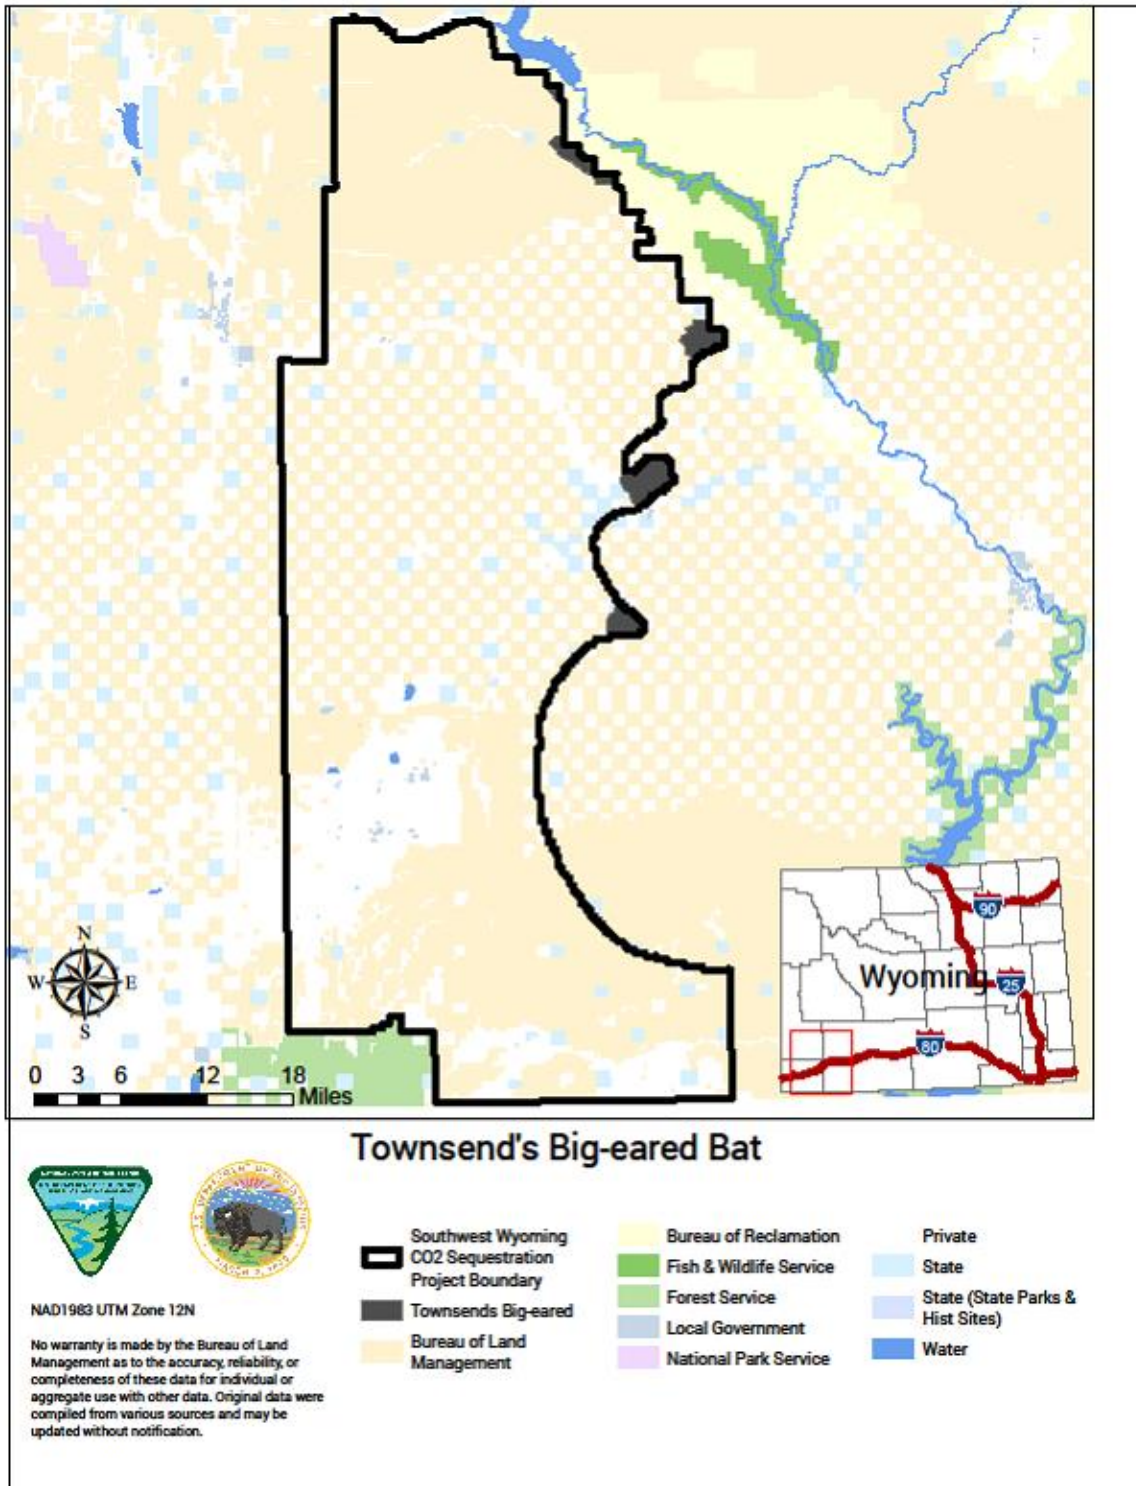 N
W
E
S
0 3 6 12 18
Miles
Wyoming
90
25
80
Townsend's Big-eared Bat
NAD1983 UTM Zone 12N
No warranty is made by the Bureau of Land
Management as to the accuracy, reliability, or
completeness of these data for individual or
aggregate use with other data. Original data were
compiled from various sources and may be
updated without notification.
Southwest Wyoming
CO2 Sequestration
Project Boundary
Townsends Big-eared
Bureau of Land
Management
Bureau of Reclamation
Fish & Wildlife Service
Forest Service
Local Government
National Park Service
Private
State
State (State Parks &
Hist Sites)
Water